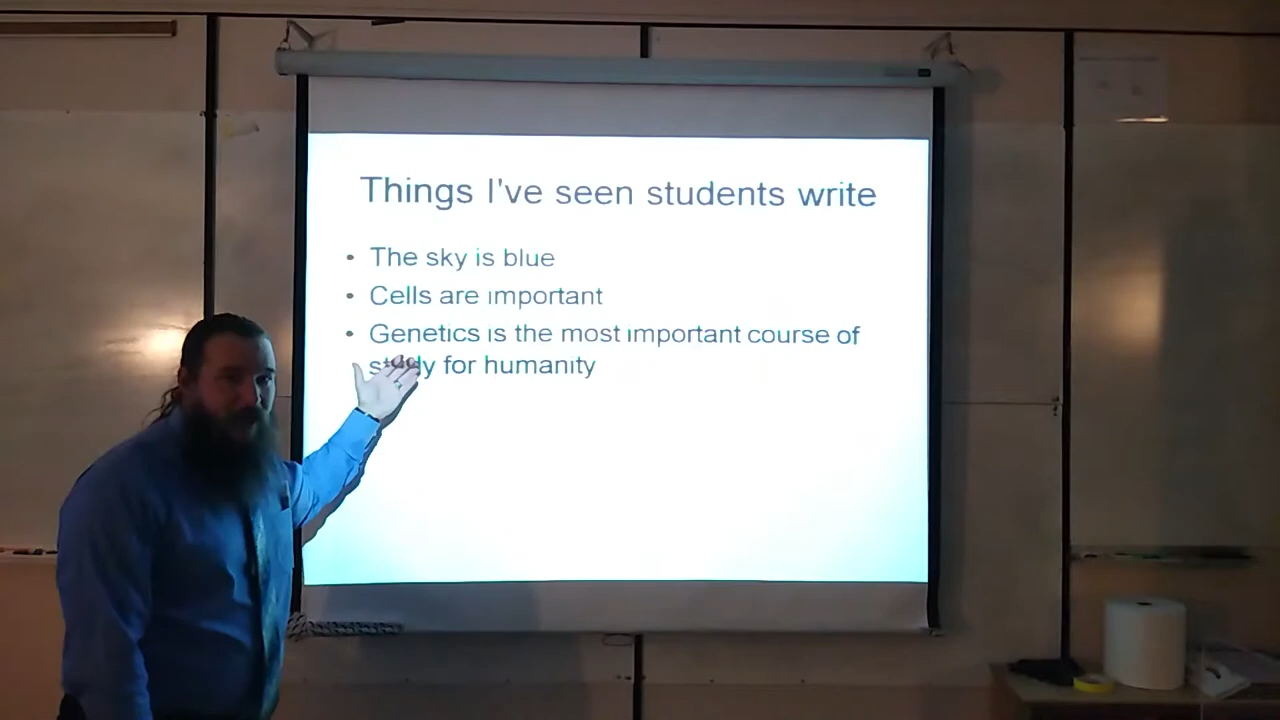 Things I've seen students write
• The sky is blue
• Cells are important
• Genetics is the most important course of
study for humanity